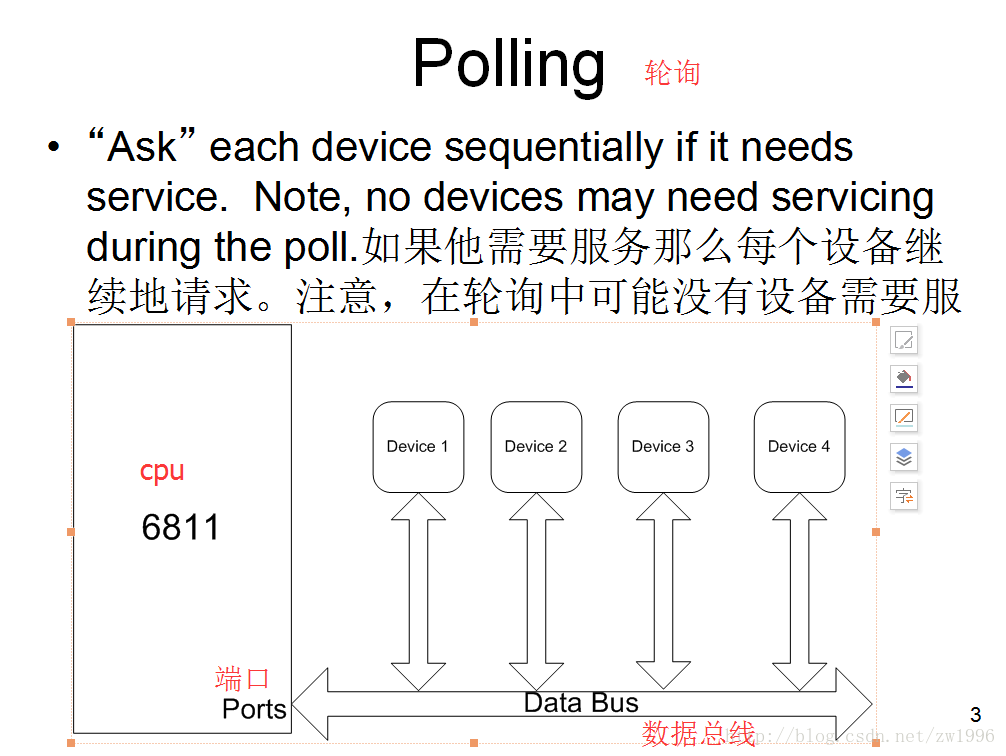 Polling 轮询
• “Ask” each device sequentially if it needs
service. Note, no devices may need servicing
during the poll.如果他需要服务那么每个设备继
续地请求。注意，在轮询中可能没有设备需要服
Device 1 Device 2 Device 3 Device 4
cpu
6811
字
端口
Ports
Data Bus
数据总线
3
http://blog.csdn.net/zw1996